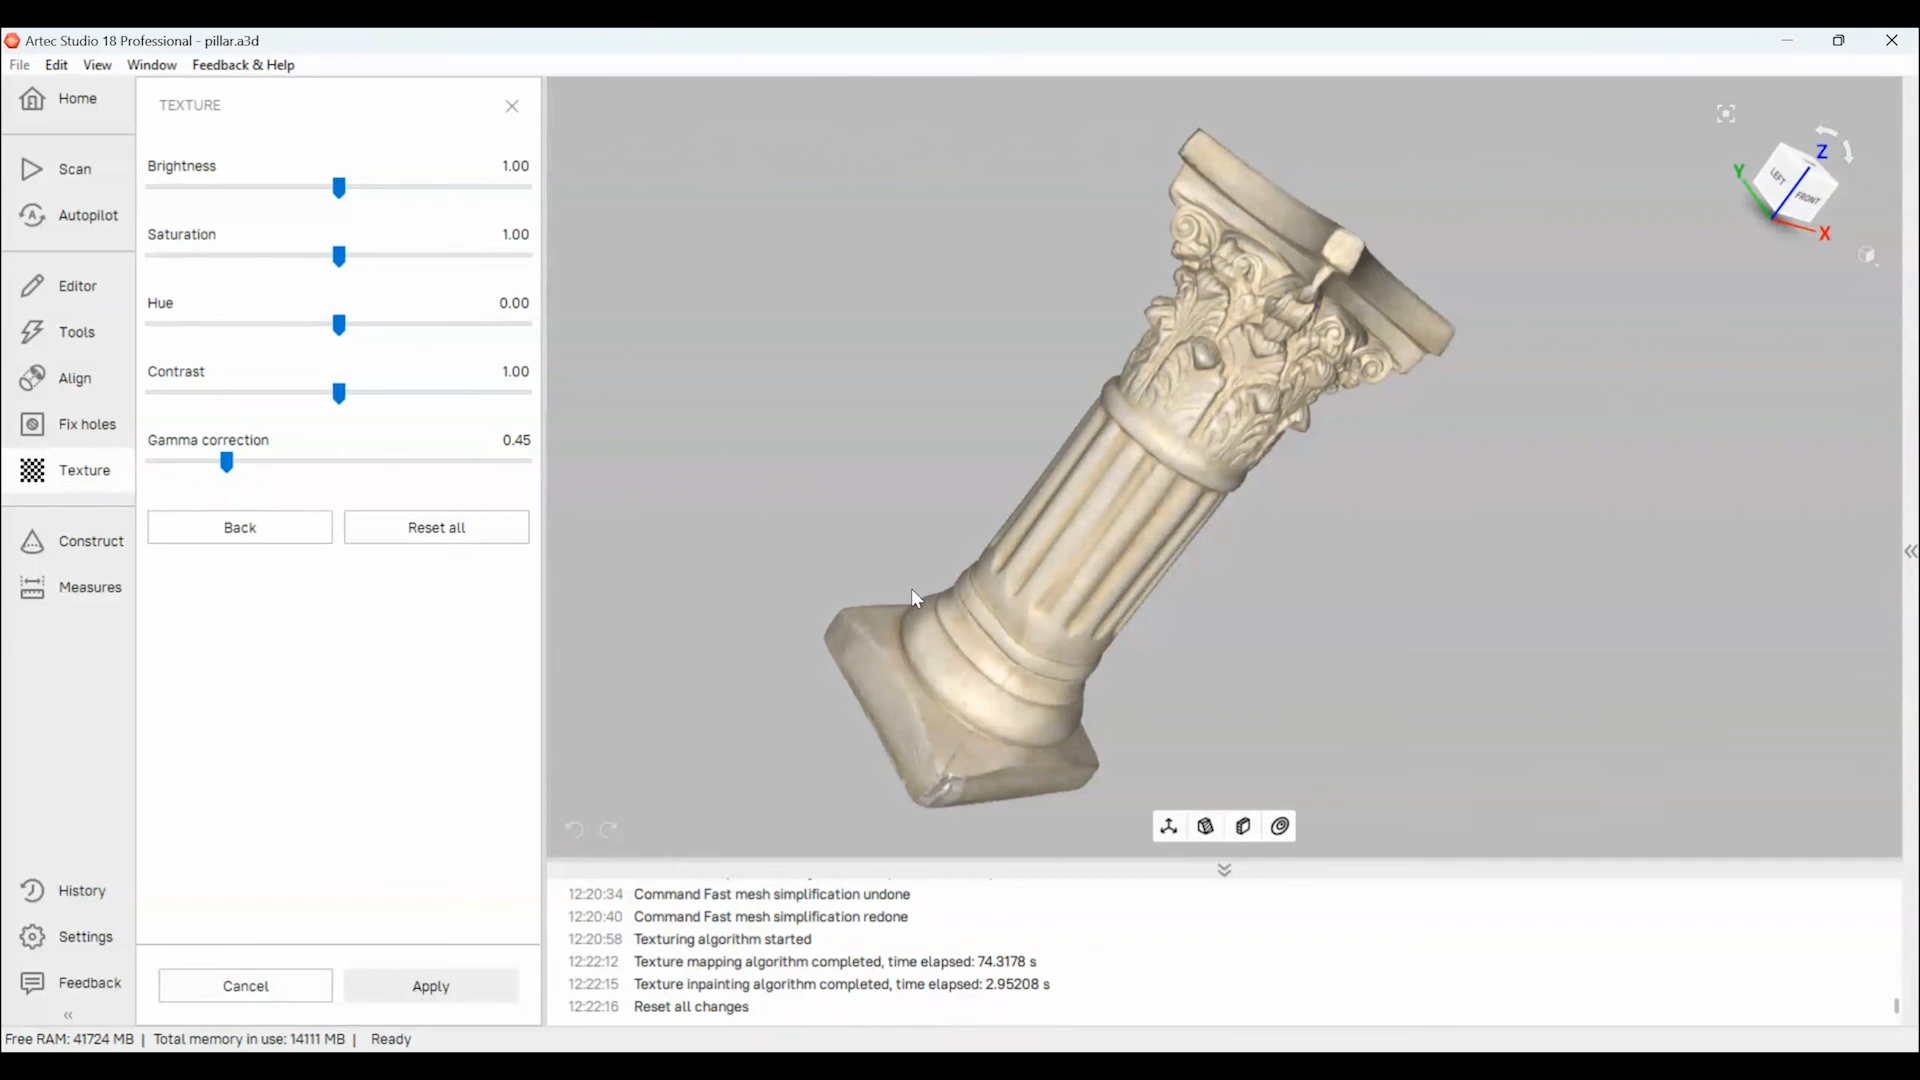 Artec Studio 18 Professional - pillar.a3d
File Edit View Window Feedback & Help
Home
Scan
Autopilot
Editor
Tools
Align
Fix holes
Texture
Construct
Measures
History
Settings
Feedback
TEXTURE
Brightness 1.00
Saturation 1.00
Hue 0.00
Contrast 1.00
Gamma correction 0.45
Back Reset all
Cancel Apply
Z
Y
LEFT
FRONT
X
12:20:34 Command Fast mesh simplification undone
12:20:40 Command Fast mesh simplification redone
12:20:58 Texturing algorithm started
12:22:12 Texture mapping algorithm completed, time elapsed: 74.3178 s
12:22:15 Texture inpainting algorithm completed, time elapsed: 2.95208 s
12:22:16 Reset all changes
Free RAM: 41724 MB | Total memory in use: 14111 MB | Ready